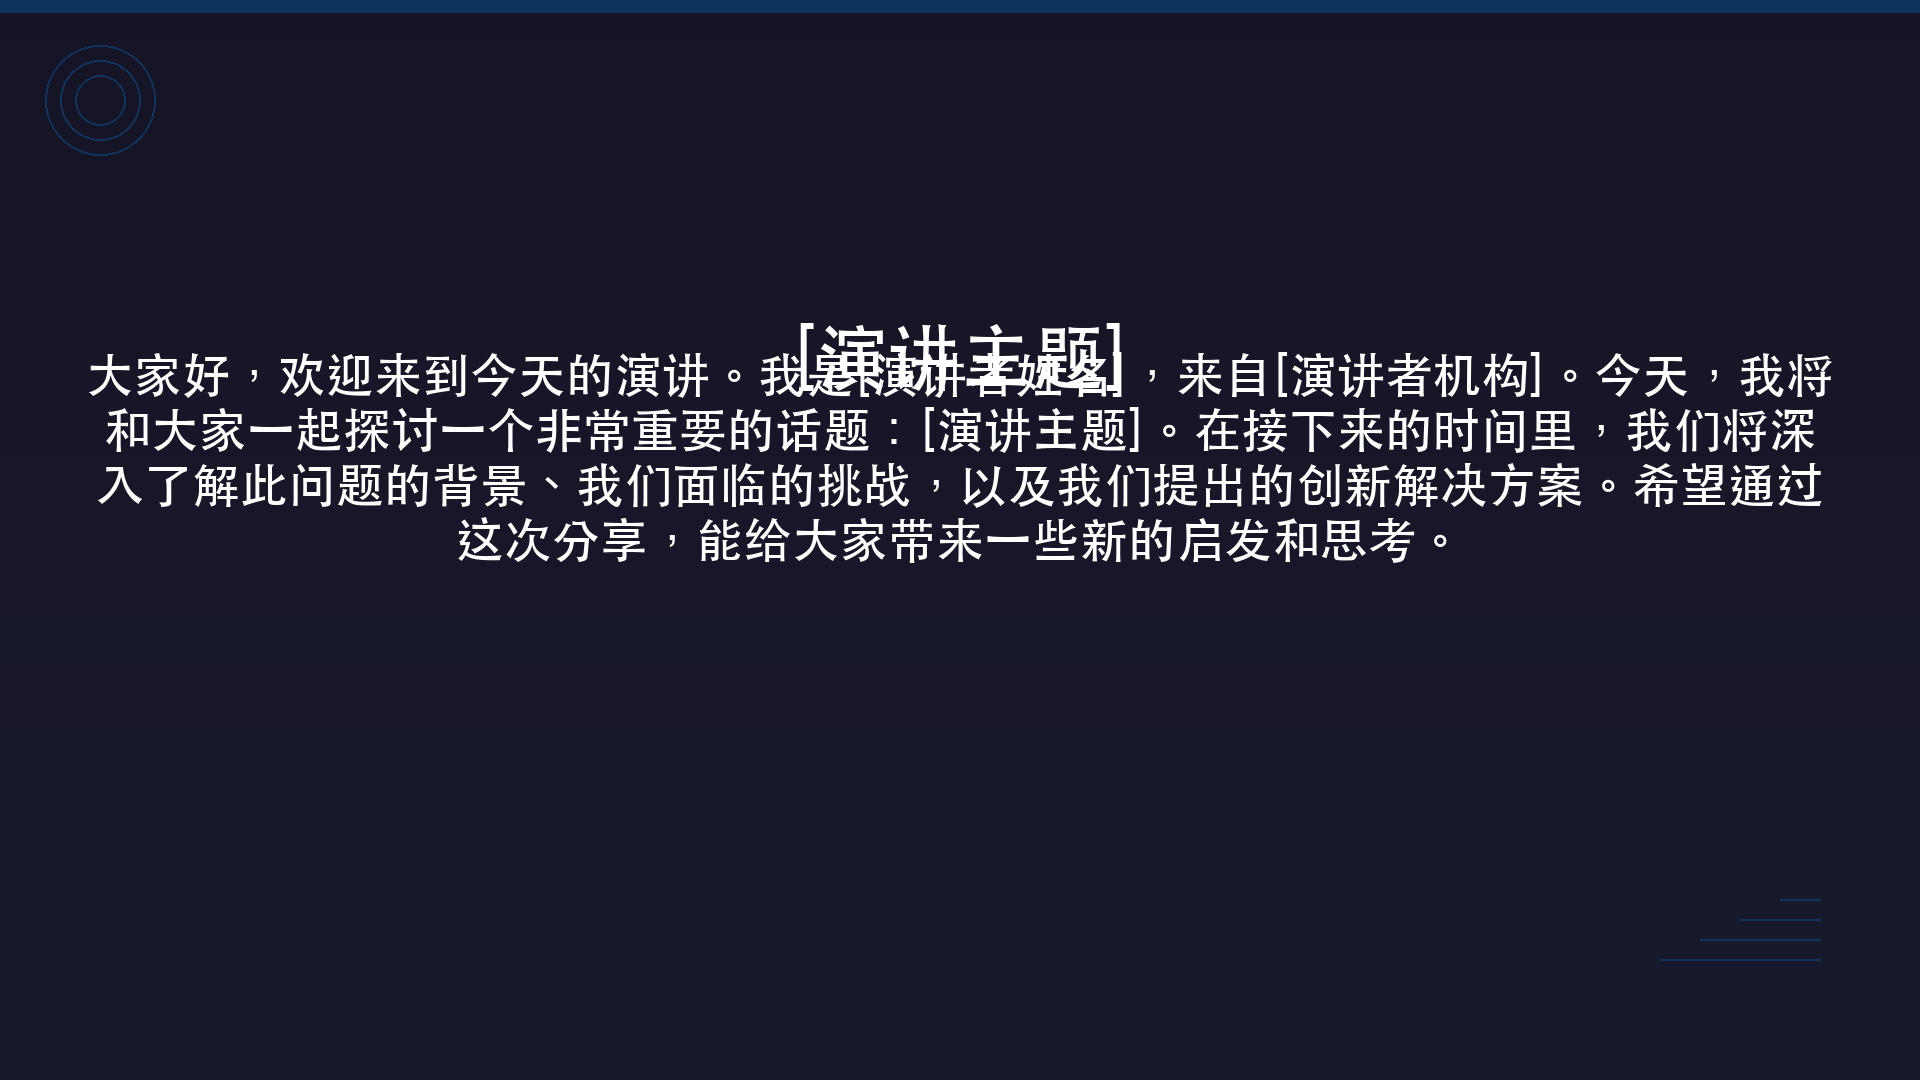 [演讲主题]
大家好，欢迎来到今天的演讲。我是[演讲者姓名]，来自[演讲者机构]。今天，我将
和大家一起探讨一个非常重要的话题：[演讲主题]。在接下来的时间里，我们将深
入了解此问题的背景、我们面临的挑战，以及我们提出的创新解决方案。希望通过
这次分享，能给大家带来一些新的启发和思考。